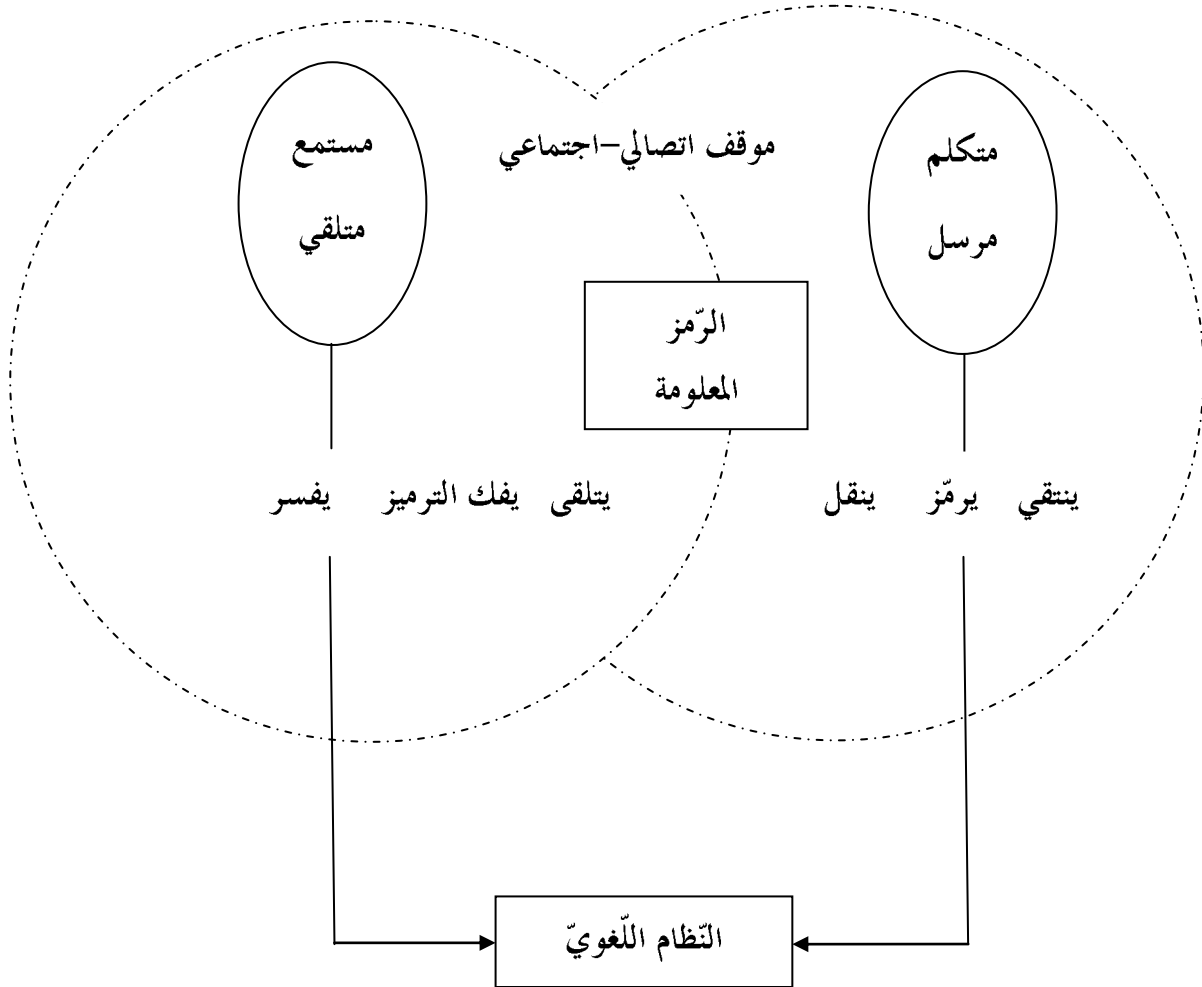 متكلم
مرسل
موقف اتصالي-اجتماعي
مستمع
متلقي
الرّمز
المعلومة
ينتقي يرمّز ينقل
يتلقى يفك الترميز يفسر
النّظام اللّغويّ